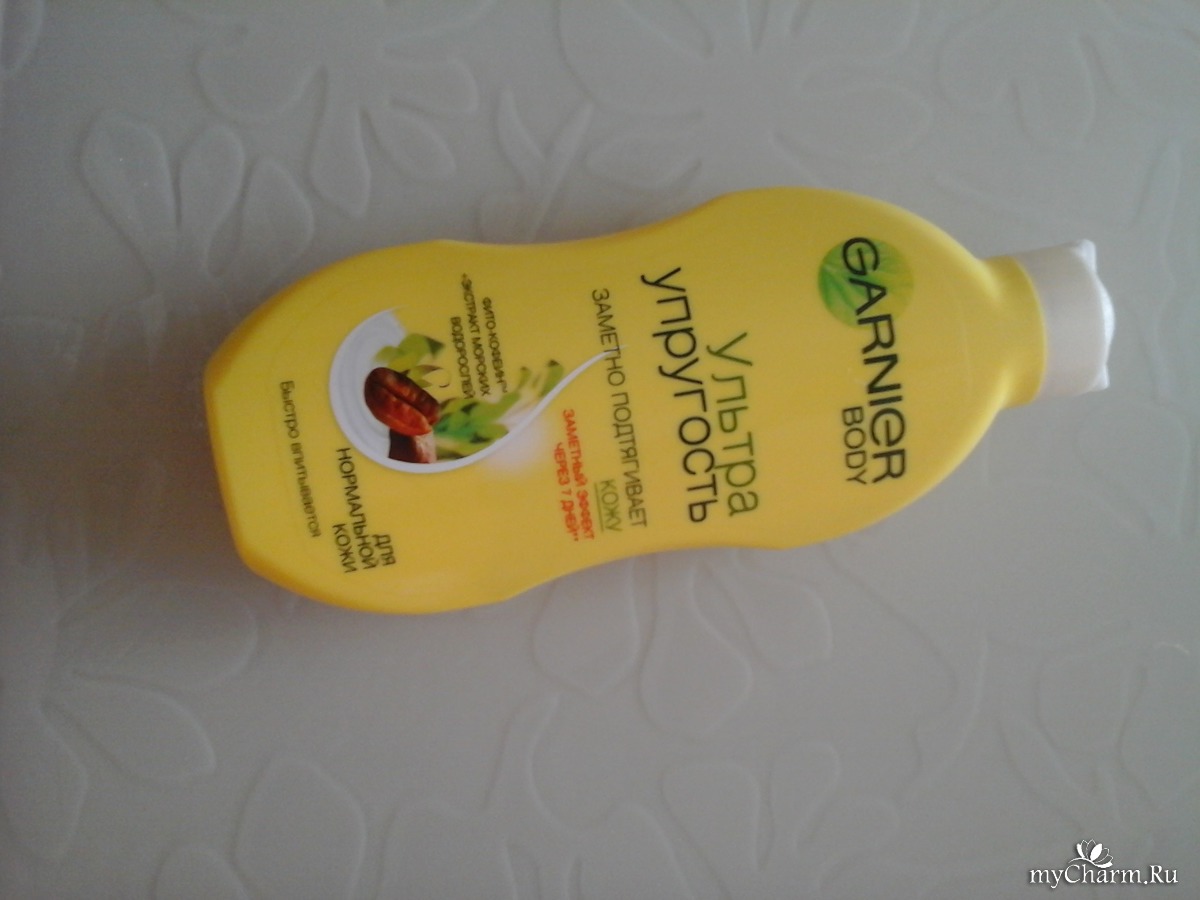 GARNIER
BODY
Ультра
упругость
ЗАМЕТНО ПОДТЯГИВАЕТ
КОЖУ
ЗАМЕТНЫЙ ЭФФЕКТ
ЧЕРЕЗ 7 ДНЕЙ**
ФИТО-КОФЕИН™
+ЭКСТРАКТ МОРСКИХ
ВОДОРОСЛЕЙ
ДЛЯ
НОРМАЛЬНОЙ
КОЖИ
Быстро впитывается
myCharm.Ru